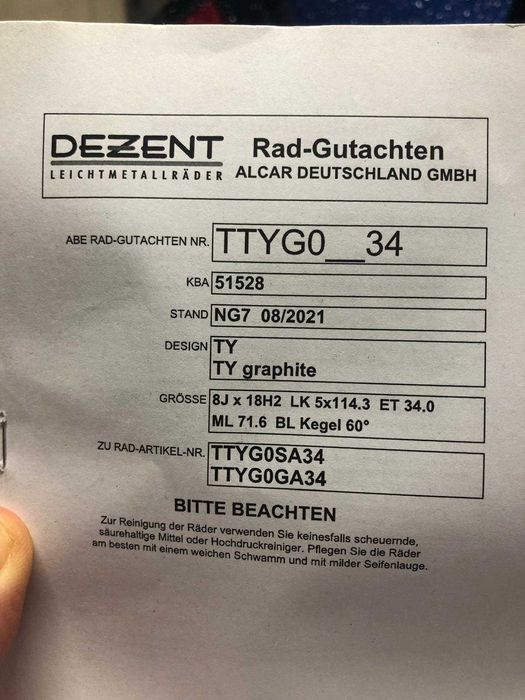 DEZENT
LEICHTMETALLRÄDER
Rad-Gutachten
ALCAR DEUTSCHLAND GMBH
ABE RAD-GUTACHTEN NR. TTYG0__34
KBA 51528
STAND NG7 08/2021
DESIGN TY
TY graphite
GRÖSSE 8J x 18H2 LK 5x114.3 ET 34.0
ML 71.6 BL Kegel 60°
ZU RAD-ARTIKEL-NR. TTYG0SA34
TTYG0GA34
BITTE BEACHTEN
Zur Reinigung der Räder verwenden Sie keinesfalls scheuernde,
säurehaltige Mittel oder Hochdruckreiniger. Pflegen Sie die Räder
am besten mit einem weichen Schwamm und mit milder Seifenlauge.